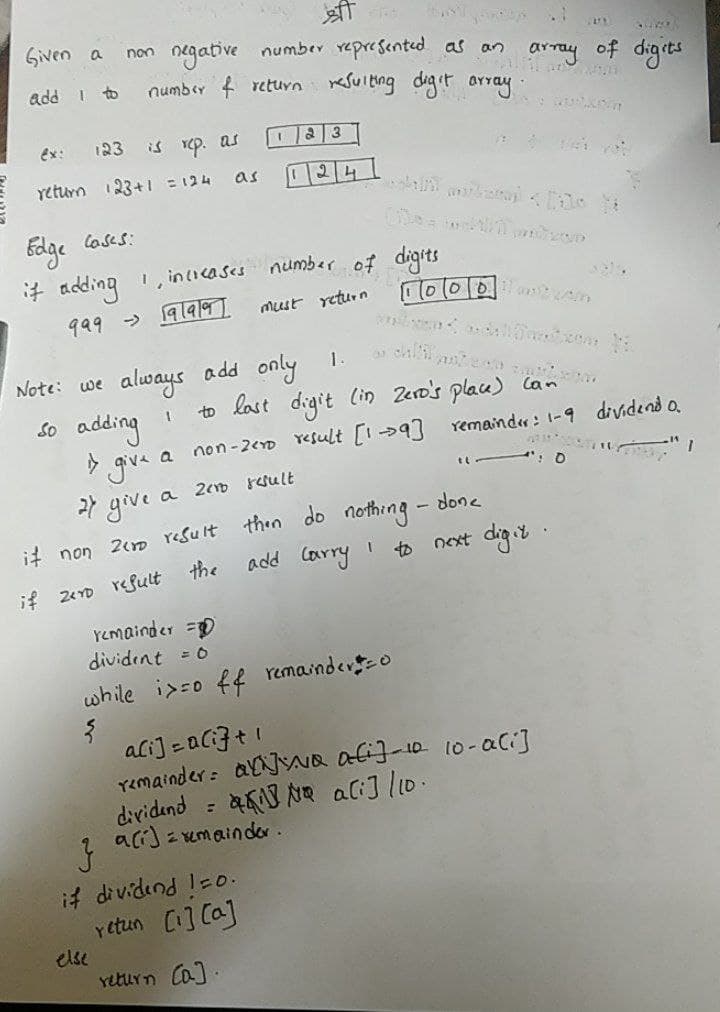 श्री
Given a non negative number represented as an array of digits
add 1 to number & return resulting digit array.
ex: 123 is rep. as 1 2 3
return 123+1 = 124 as 1 2 4
Edge Cases:
if adding 1, increases number of digits
999 → 9 9 9 must return 1 0 0 0
Note: we always add only 1.
so adding 1 to last digit (in Zero's place) can
1) give a non-zero result [1→9] remainder: 1-9 dividend 0.
2) give a zero result " —— " : 0 " —— " 1
if non zero result then do nothing - done
if zero result the add carry 1 to next digit.
remainder = 0
divident = 0
while i>=0 && remainder != 0
{
a[i] = a[i] + 1
remainder = a[i]-10 10-a[i]
dividend = a[i] /10.
a[i] = remainder.
}
if dividend != 0.
retun [1][a]
else
return [a].